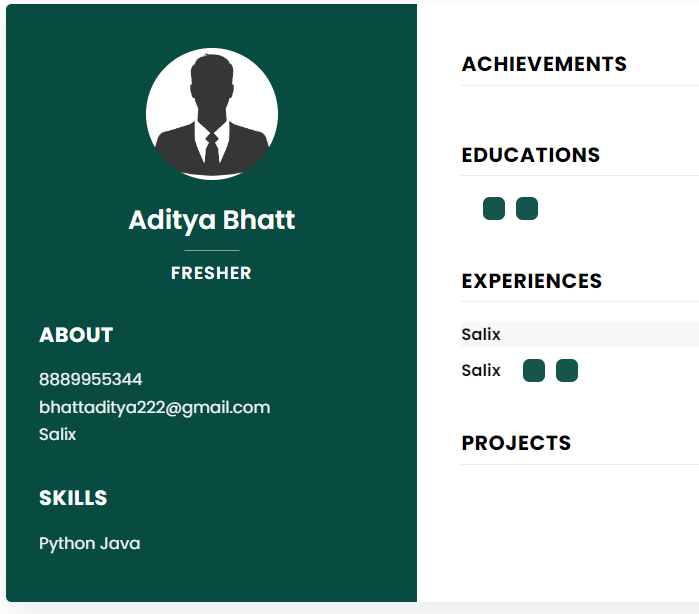 Aditya Bhatt
FRESHER
ABOUT
8889955344
bhattaditya222@gmail.com
Salix
SKILLS
Python Java
ACHIEVEMENTS
EDUCATIONS
EXPERIENCES
Salix
Salix
PROJECTS